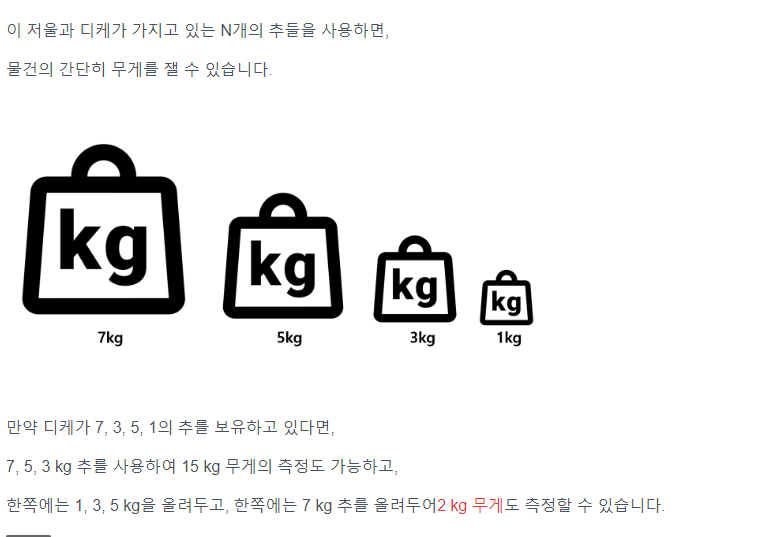 이 저울과 디케가 가지고 있는 N개의 추들을 사용하면,
물건의 간단히 무게를 잴 수 있습니다.
kg kg kg kg
7kg 5kg 3kg 1kg
만약 디케가 7, 3, 5, 1의 추를 보유하고 있다면,
7, 5, 3 kg 추를 사용하여 15 kg 무게의 측정도 가능하고,
한쪽에는 1, 3, 5 kg을 올려두고, 한쪽에는 7 kg 추를 올려두어2 kg 무게도 측정할 수 있습니다.